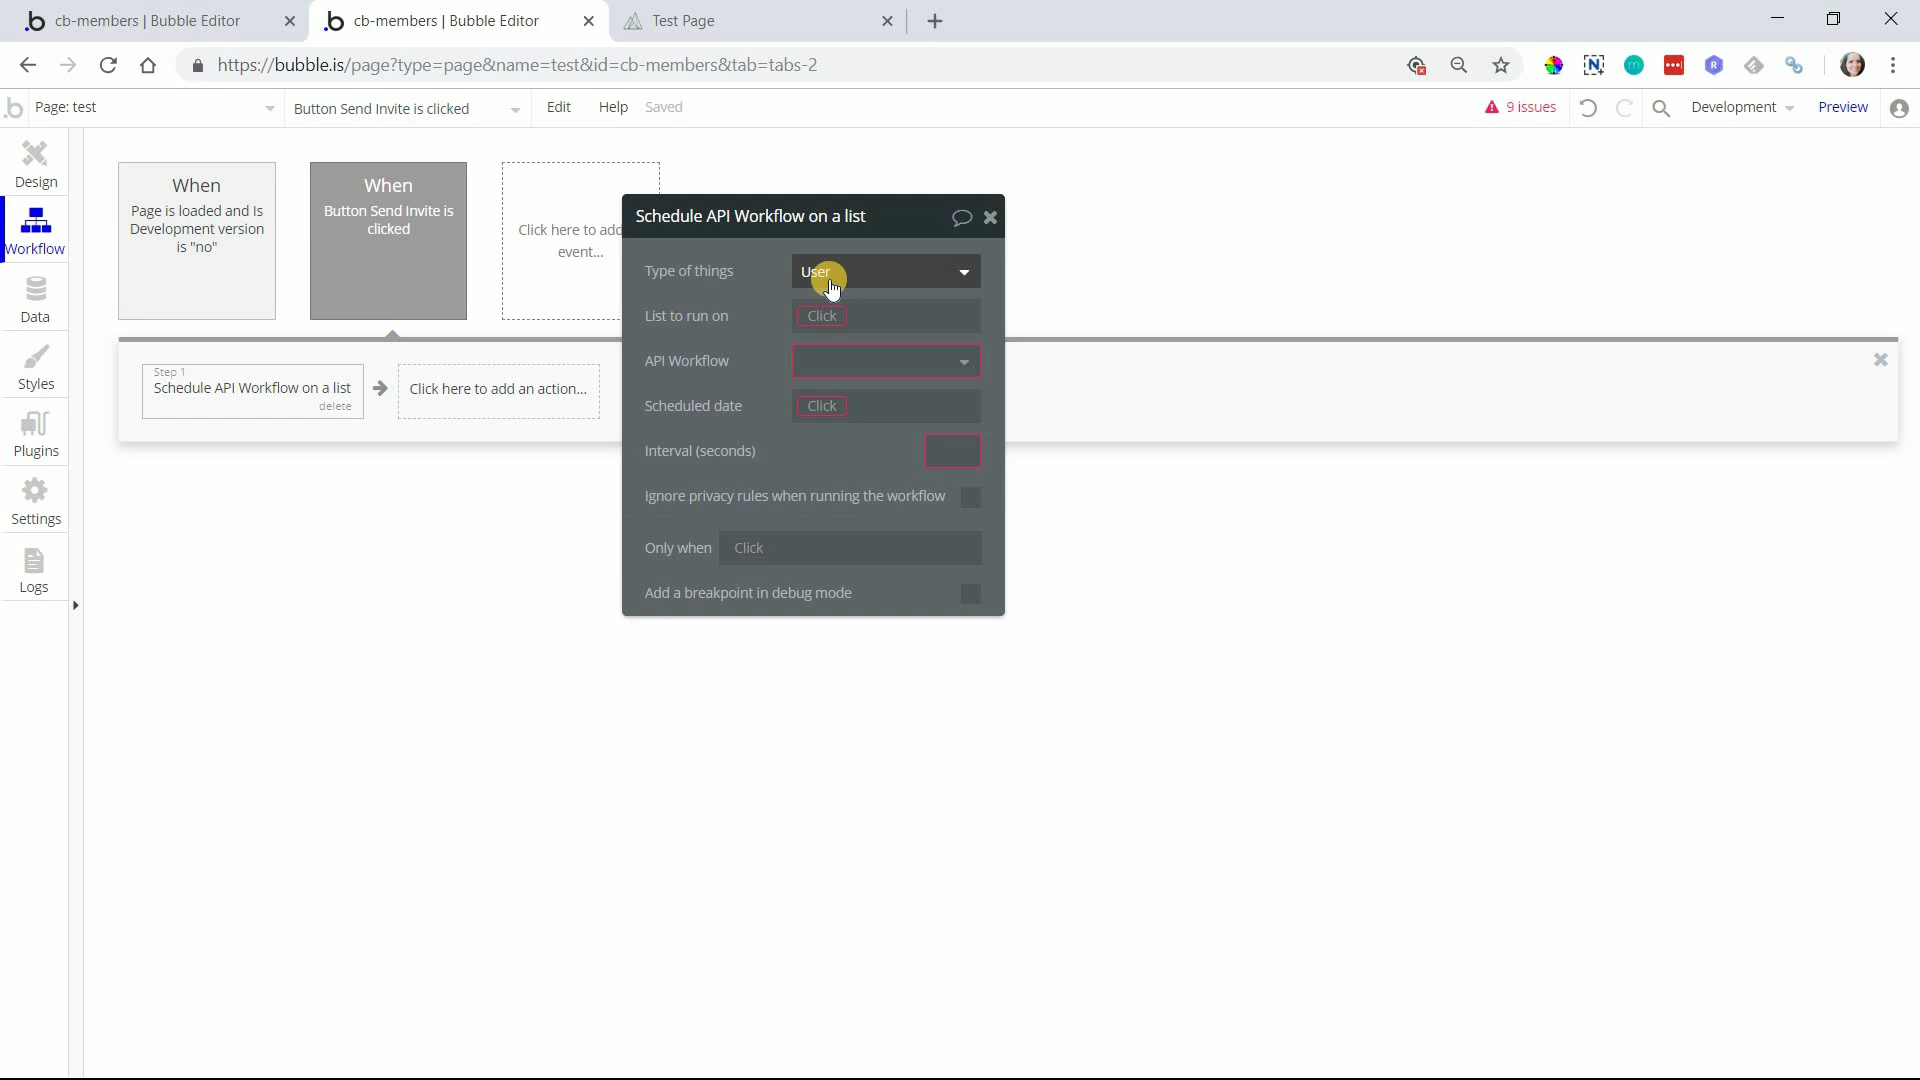 cb-members | Bubble Editor
cb-members | Bubble Editor
Test Page
https://bubble.is/page?type=page&name=test&id=cb-members&tab=tabs-2
Page: test
Button Send Invite is clicked
Edit
Help
Saved
9 issues
Development
Preview
Design
Workflow
Data
Styles
Plugins
Settings
Logs
When
Page is loaded and Is
Development version
is "no"
When
Button Send Invite is
clicked
Click here to add
event...
Step 1
Schedule API Workflow on a list
delete
Click here to add an action...
Schedule API Workflow on a list
Type of things
User
List to run on
Click
API Workflow
Scheduled date
Click
Interval (seconds)
Ignore privacy rules when running the workflow
Only when
Click
Add a breakpoint in debug mode